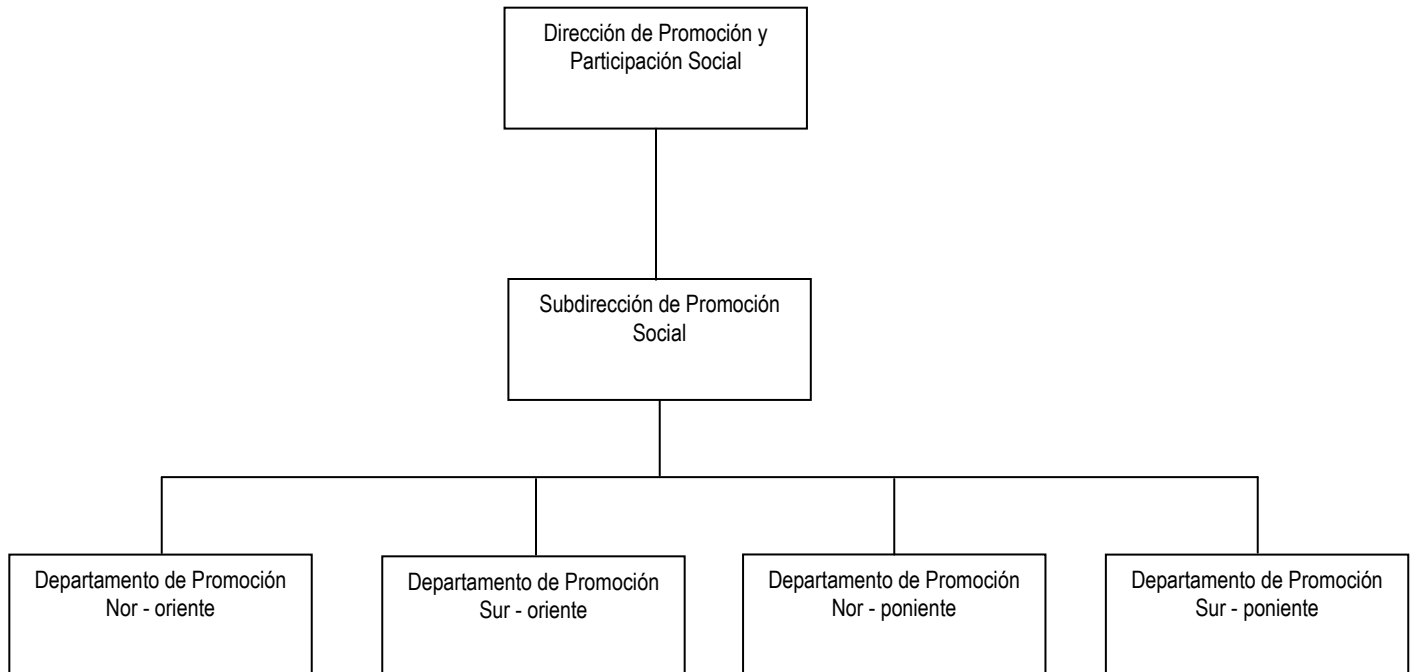 Dirección de Promoción y
Participación Social
Subdirección de Promoción
Social
Departamento de Promoción
Nor - oriente
Departamento de Promoción
Sur - oriente
Departamento de Promoción
Nor - poniente
Departamento de Promoción
Sur - poniente